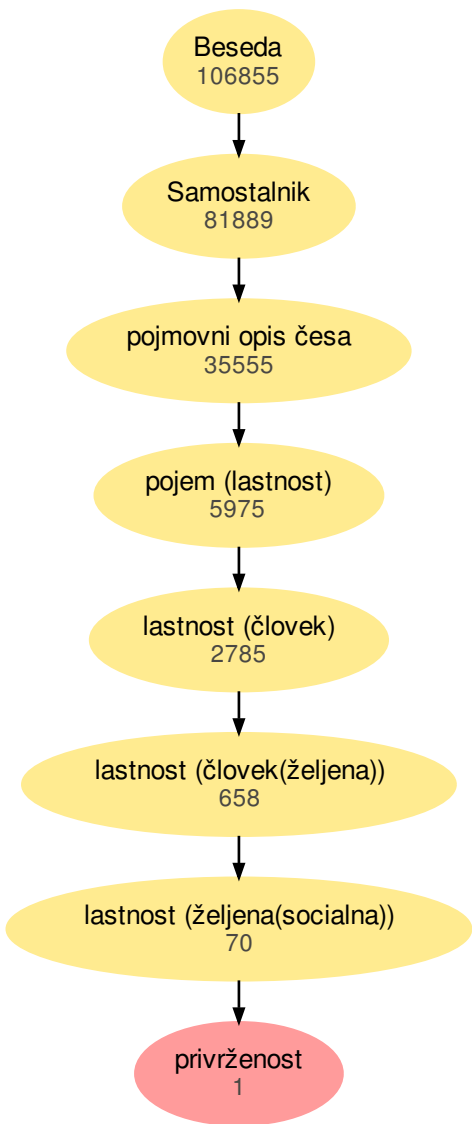 Beseda
106855
Samostalnik
81889
pojmovni opis česa
35555
pojem (lastnost)
5975
lastnost (človek)
2785
lastnost (človek(željena))
658
lastnost (željena(socialna))
70
privrženost
1